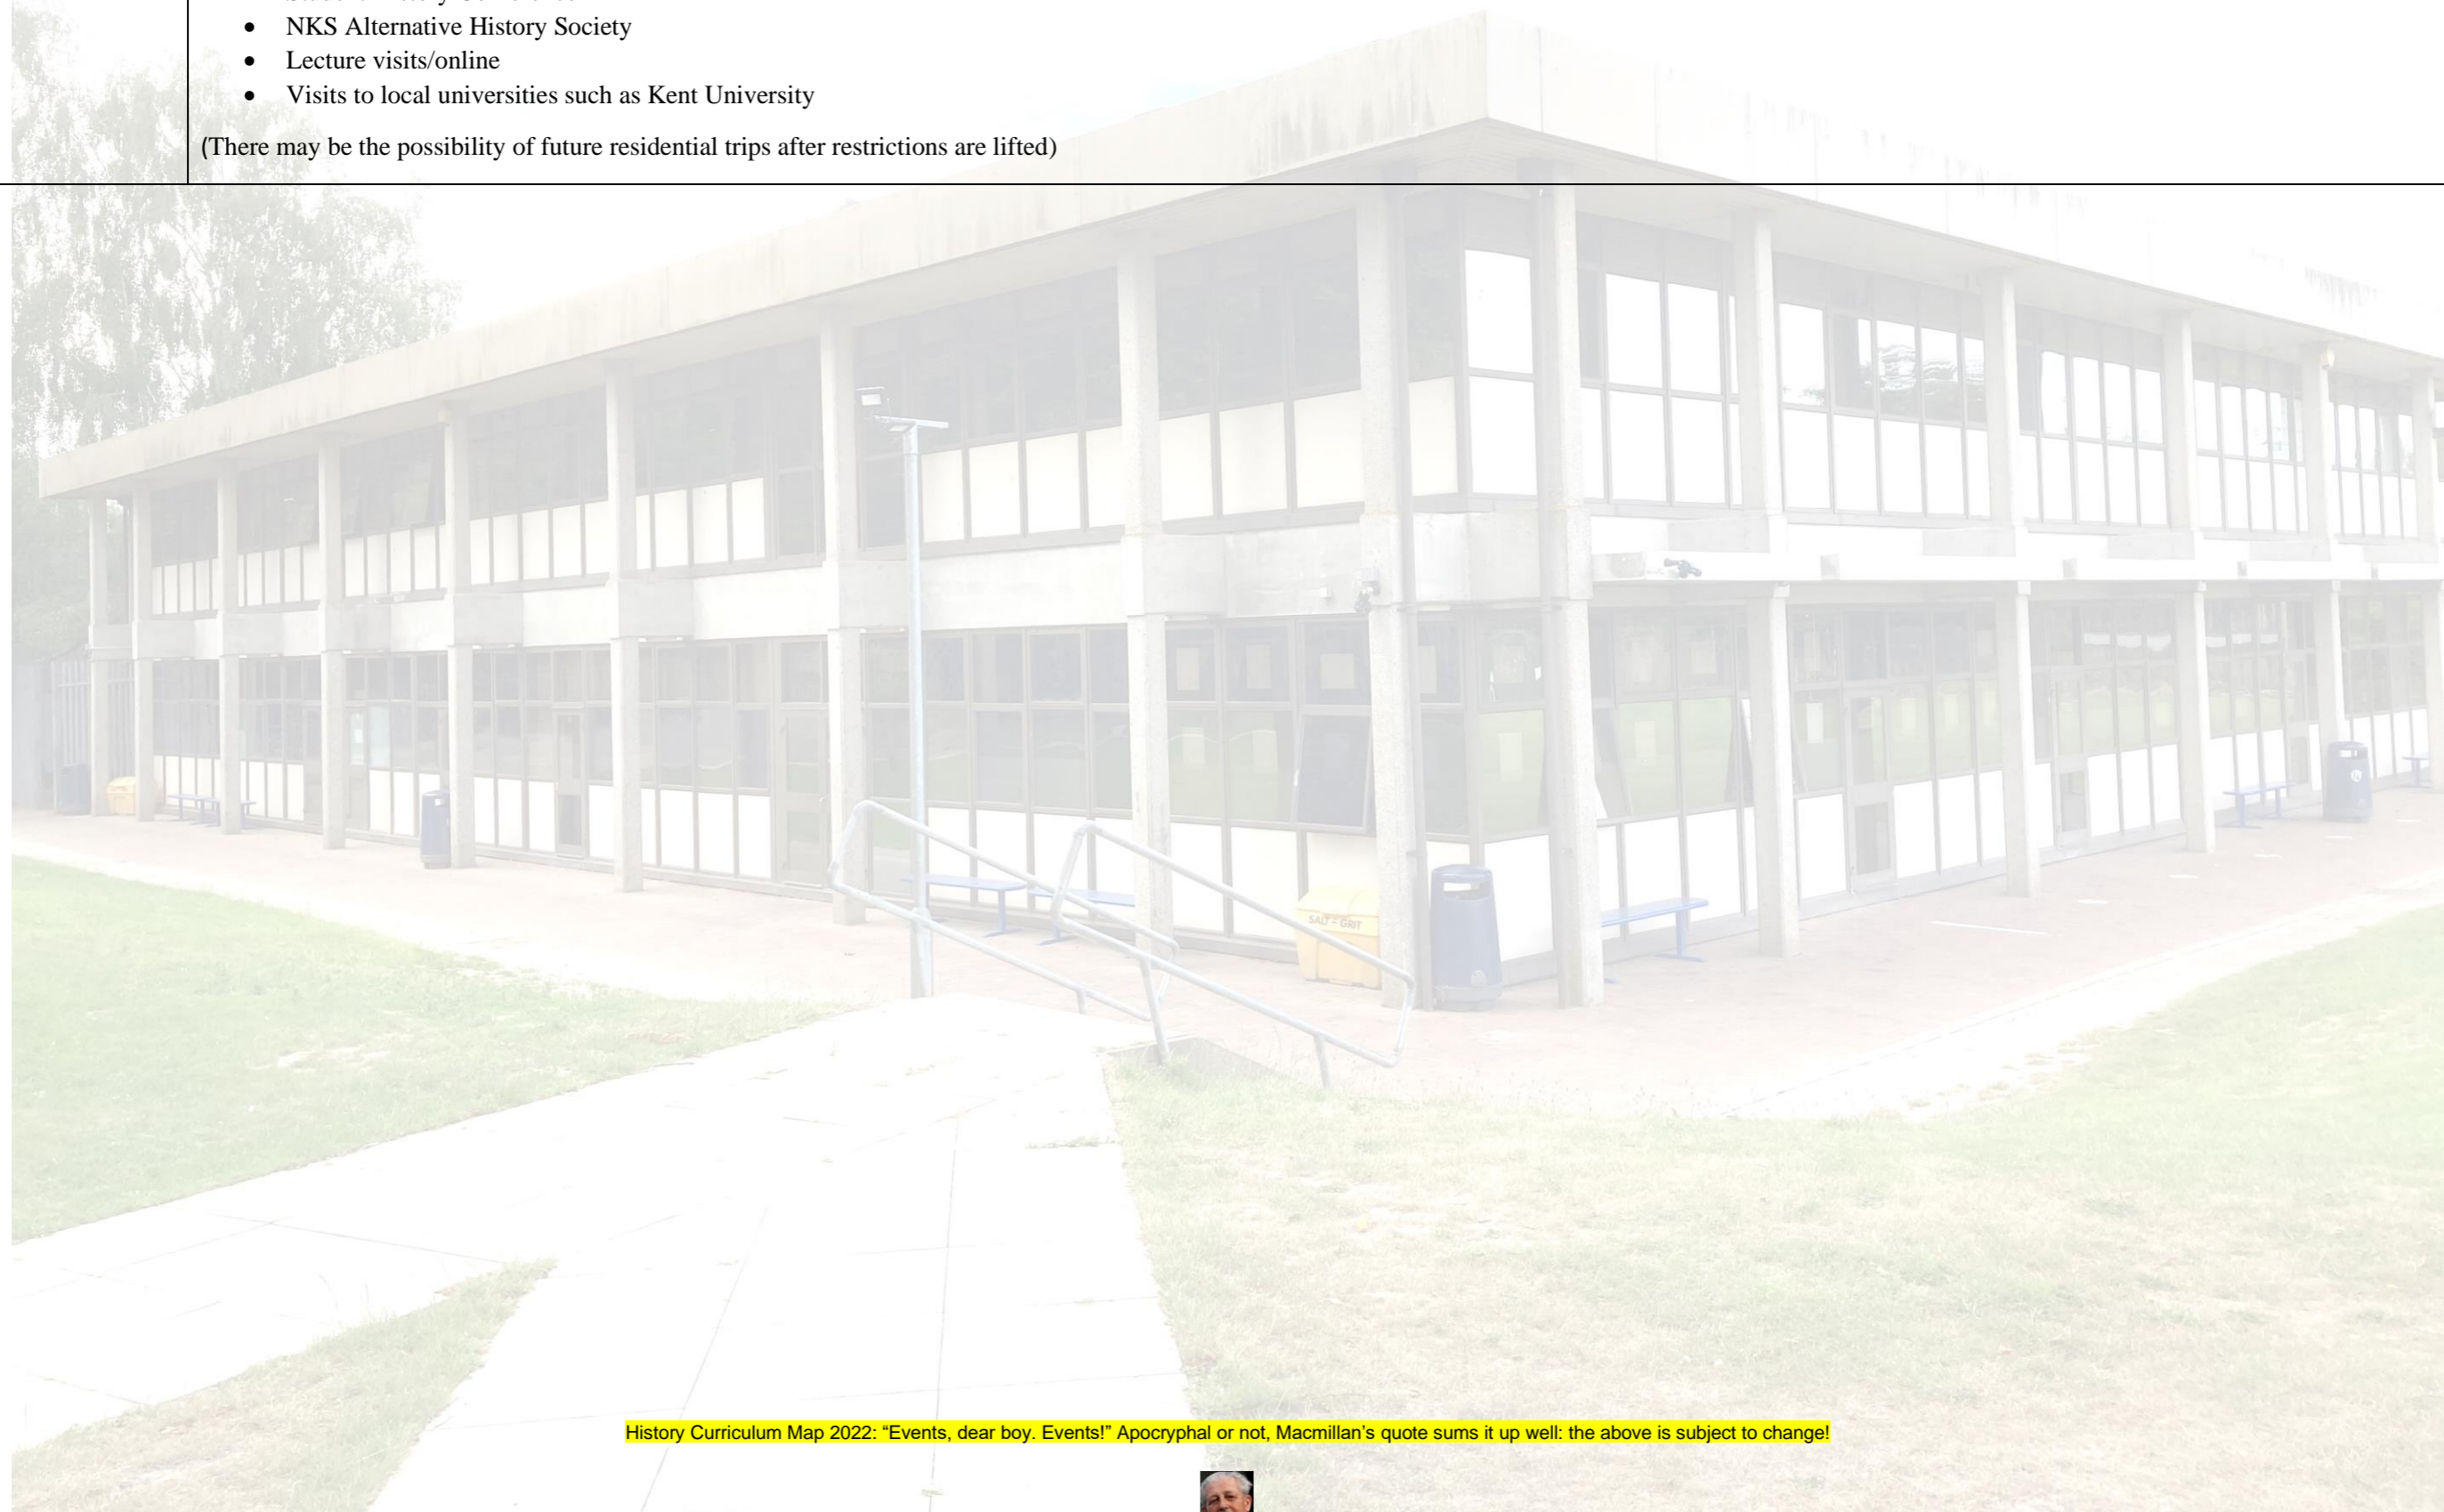 NKS Alternative History Society
Lecture visits/online
Visits to local universities such as Kent University
(There may be the possibility of future residential trips after restrictions are lifted)
SALT - GRIT
History Curriculum Map 2022: “Events, dear boy. Events!” Apocryphal or not, Macmillan’s quote sums it up well: the above is subject to change!